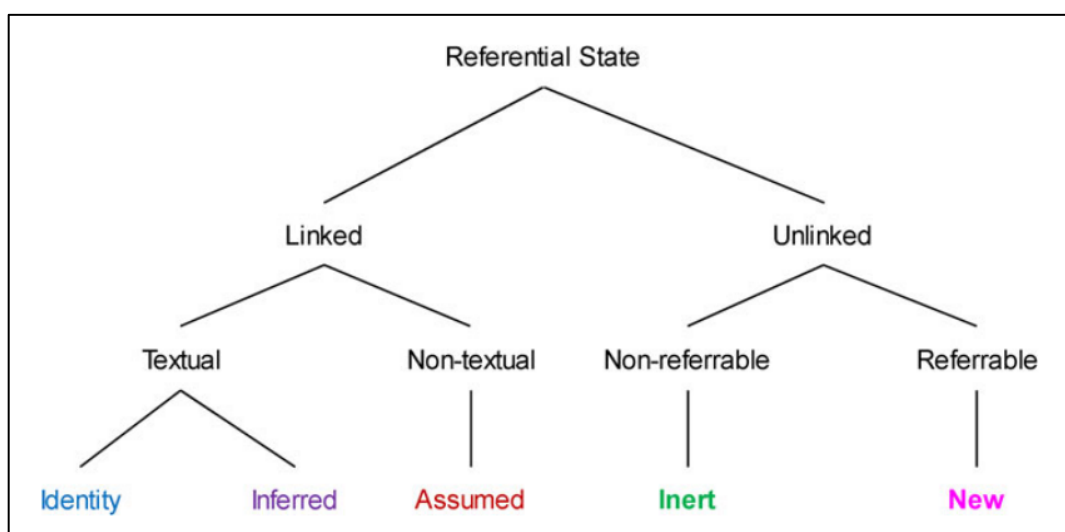 Referential State
Linked Unlinked
Textual Non-textual Non-referrable Referrable
Identity Inferred Assumed Inert New